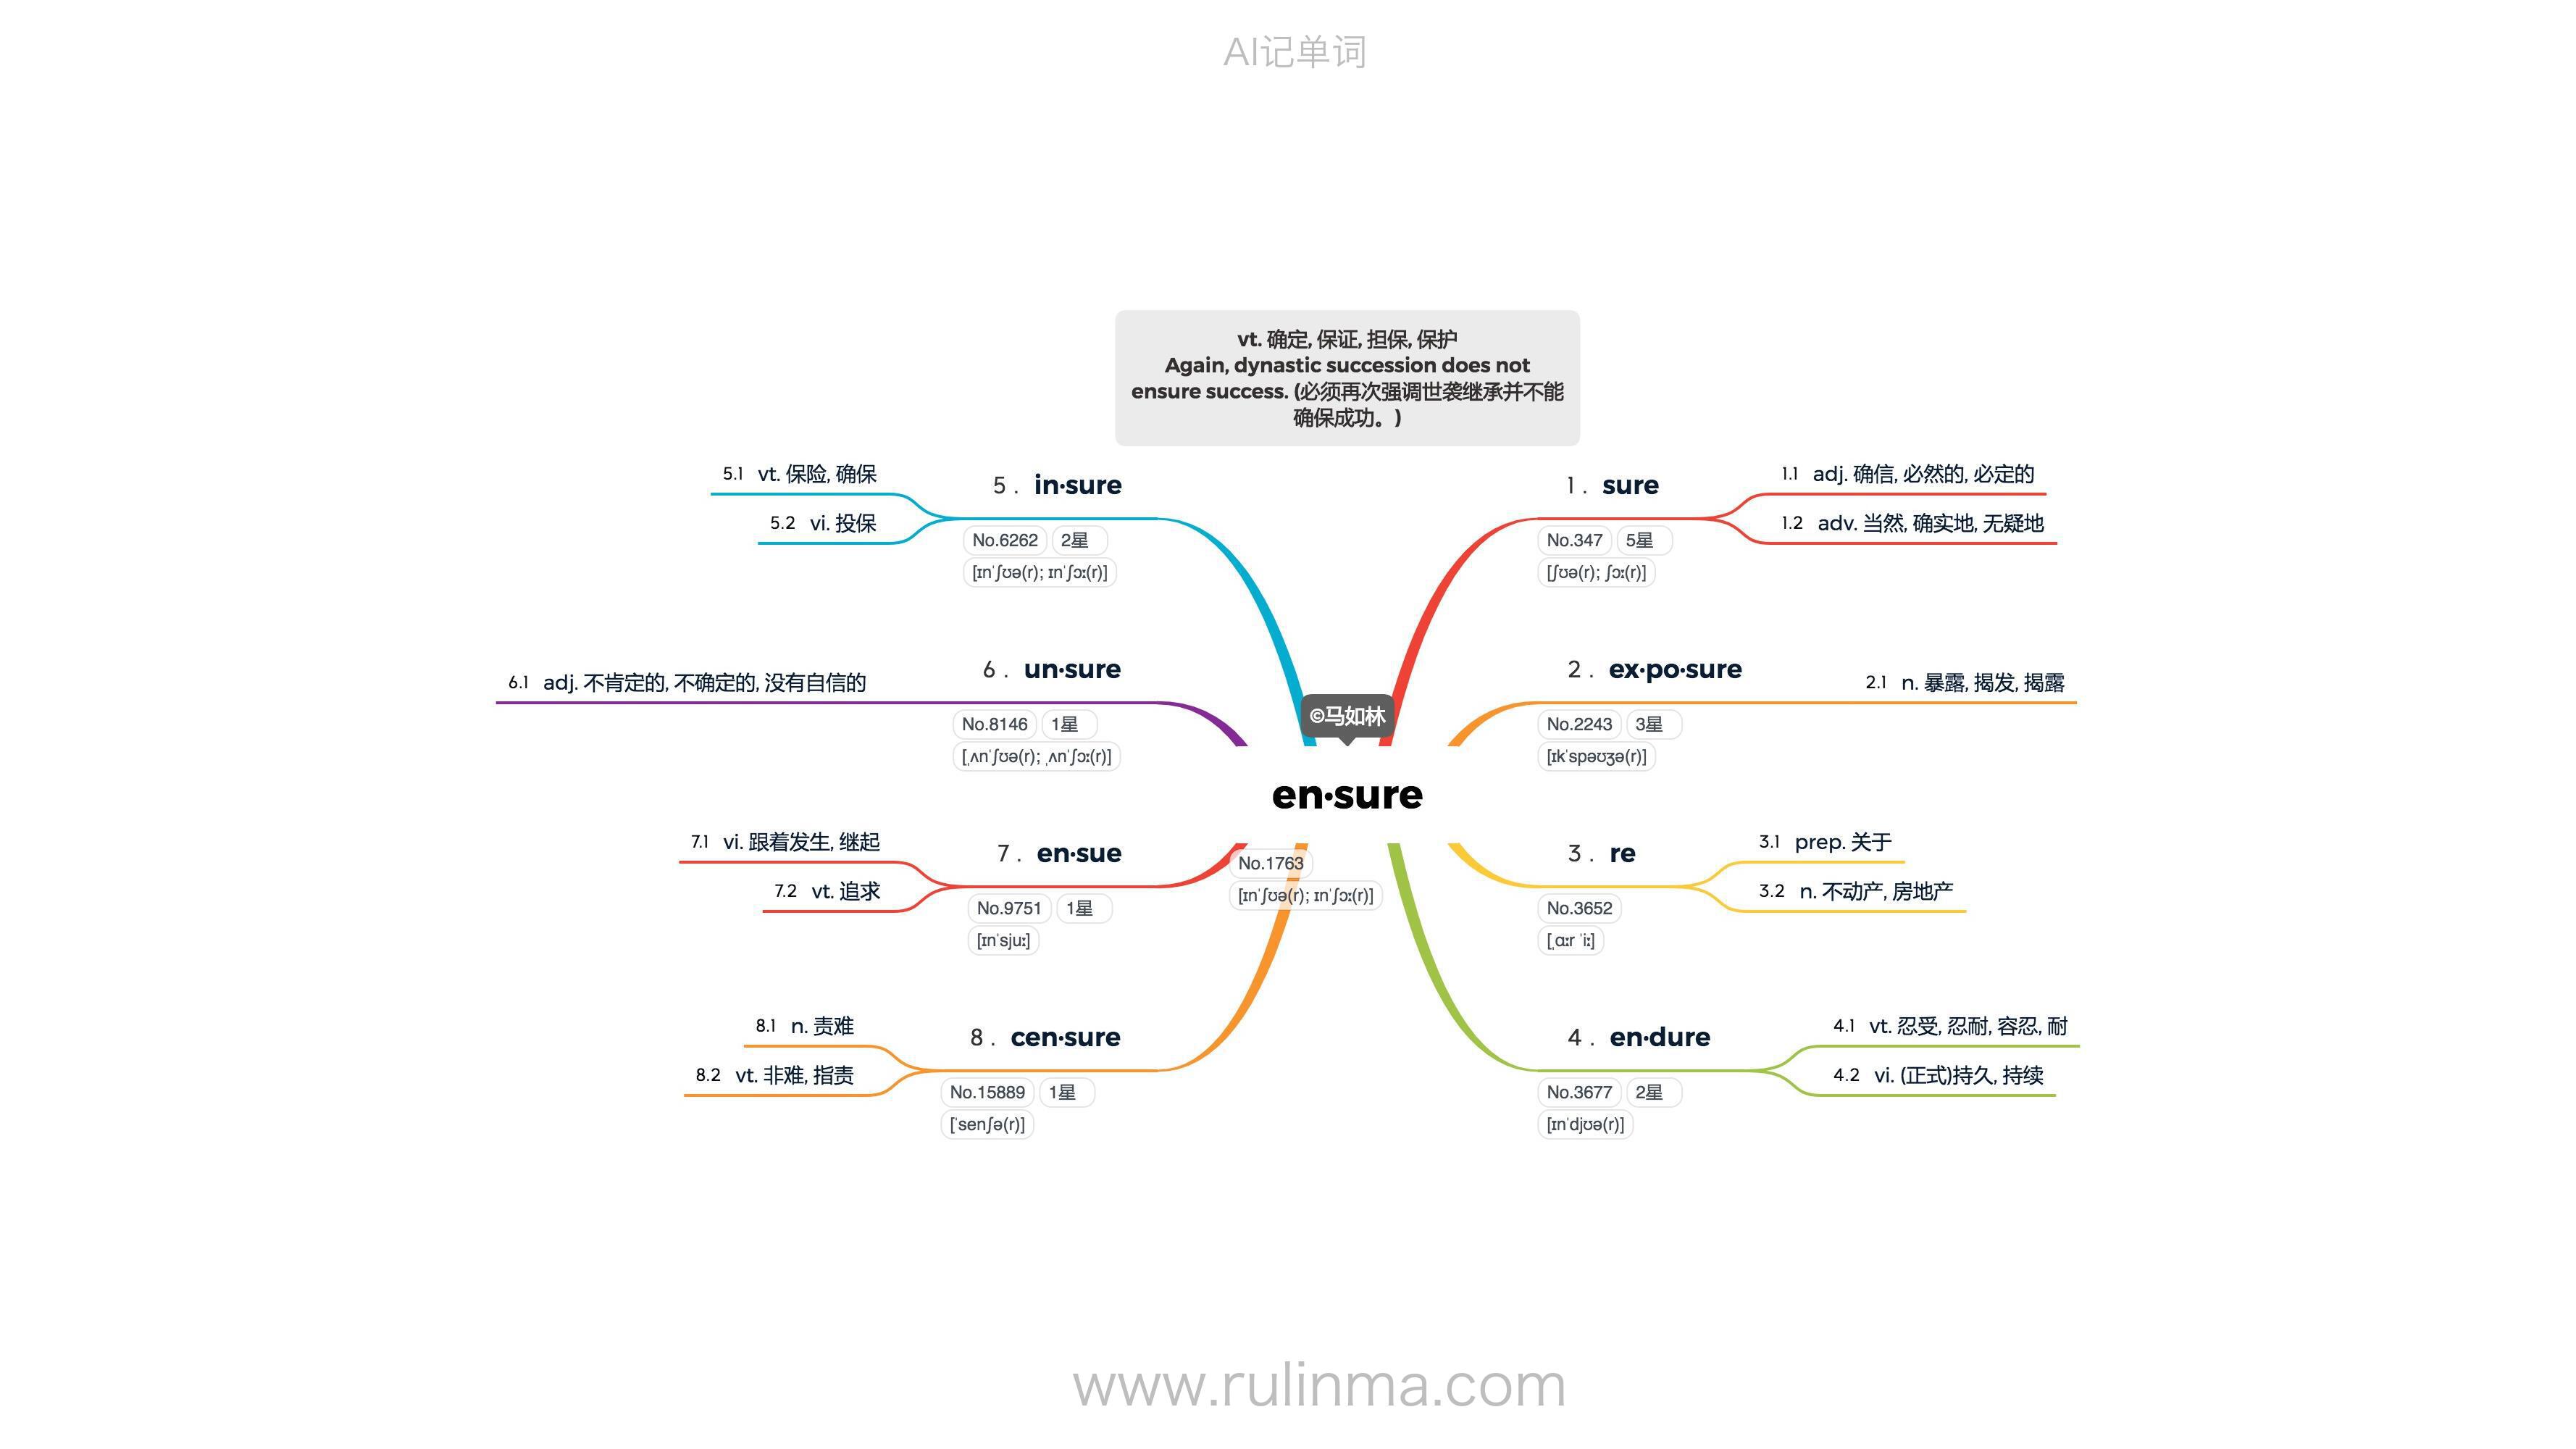 AI记单词
vt. 确定, 保证, 担保, 保护
Again, dynastic succession does not
ensure success. (必须再次强调世袭继承并不能
确保成功。)
©马如林
en·sure
No.1763
[ɪnˈʃʊə(r); ɪnˈʃɔː(r)]
1 . sure
No.347 5星
[ʃʊə(r); ʃɔː(r)]
1.1 adj. 确信, 必然的, 必定的
1.2 adv. 当然, 确实地, 无疑地
2 . ex·po·sure
No.2243 3星
[ɪkˈspəʊʒə(r)]
2.1 n. 暴露, 揭发, 揭露
3 . re
No.3652
[ˌɑːr ˈiː]
3.1 prep. 关于
3.2 n. 不动产, 房地产
4 . en·dure
No.3677 2星
[ɪnˈdjʊə(r)]
4.1 vt. 忍受, 忍耐, 容忍, 耐
4.2 vi. (正式)持久, 持续
5 . in·sure
No.6262 2星
[ɪnˈʃʊə(r); ɪnˈʃɔː(r)]
5.1 vt. 保险, 确保
5.2 vi. 投保
6 . un·sure
No.8146 1星
[ˌʌnˈʃʊə(r); ˌʌnˈʃɔː(r)]
6.1 adj. 不肯定的, 不确定的, 没有自信的
7 . en·sue
No.9751 1星
[ɪnˈsjuː]
7.1 vi. 跟着发生, 继起
7.2 vt. 追求
8 . cen·sure
No.15889 1星
[ˈsenʃə(r)]
8.1 n. 责难
8.2 vt. 非难, 指责
www.rulinma.com